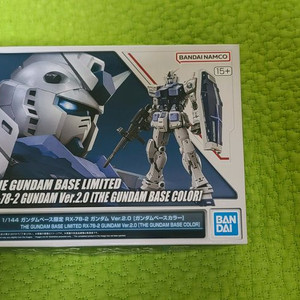 BANDAI NAMCO
15+
HE GUNDAM BASE LIMITED
-78-2 GUNDAM Ver.2.0 [THE GUNDAM BASE COLOR]
1/144 ガンダムベース限定 RX-78-2 ガンダム Ver.2.0 [ガンダムベースカラー]
THE GUNDAM BASE LIMITED RX-78-2 GUNDAM Ver.2.0 [THE GUNDAM BASE COLOR]
BAN
DAI